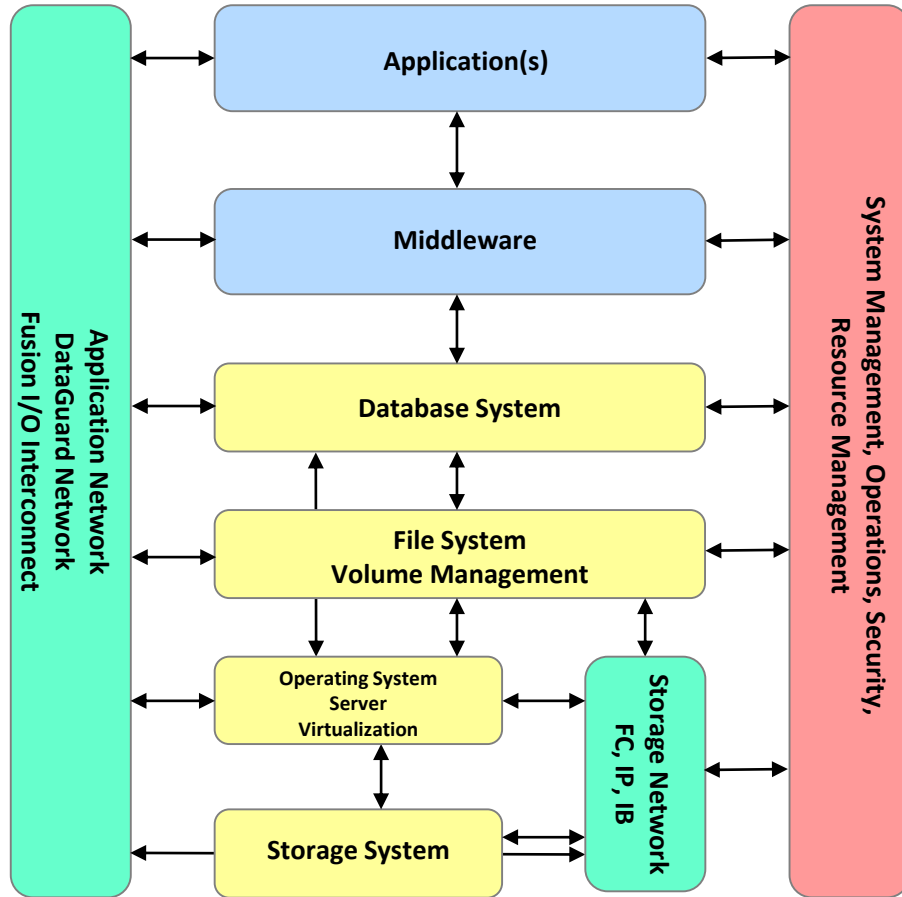 Application(s)
Middleware
Database System
File System
Volume Management
Operating System
Server
Virtualization
Storage System
Storage Network
FC, IP, IB
Application Network
DataGuard Network
Fusion I/O Interconnect
System Management, Operations, Security,
Resource Management